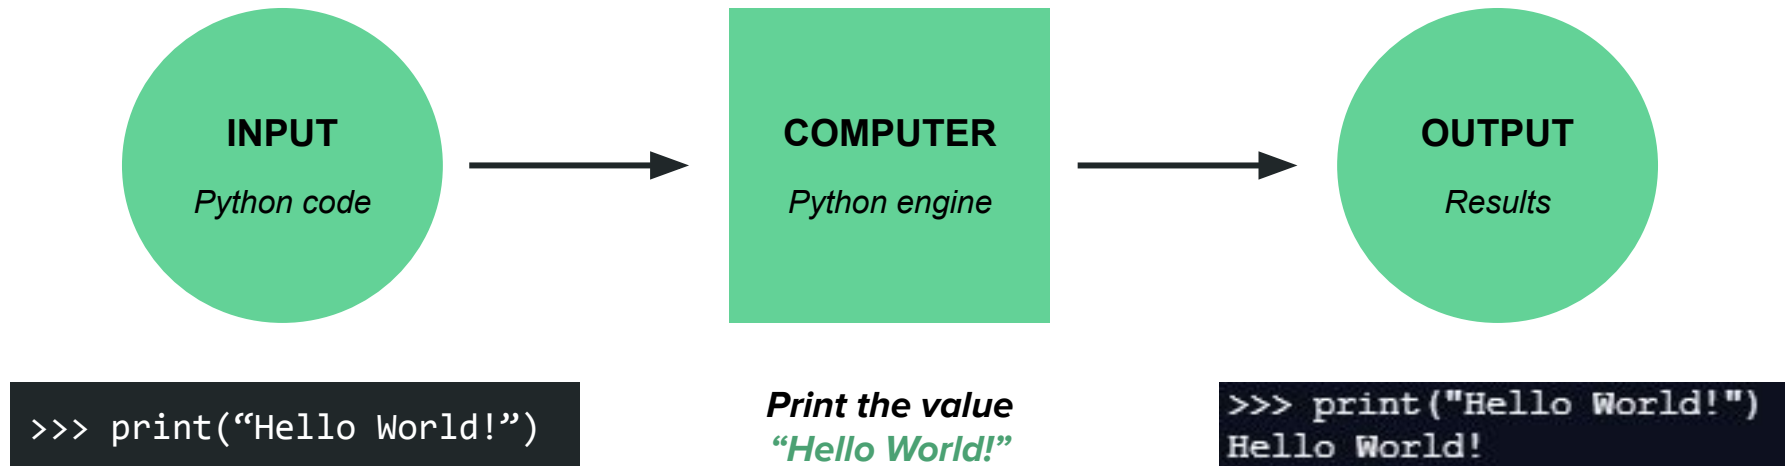 INPUT
Python code
COMPUTER
Python engine
OUTPUT
Results
>>> print(“Hello World!”)
Print the value
“Hello World!”
>>> print("Hello World!")
Hello World!